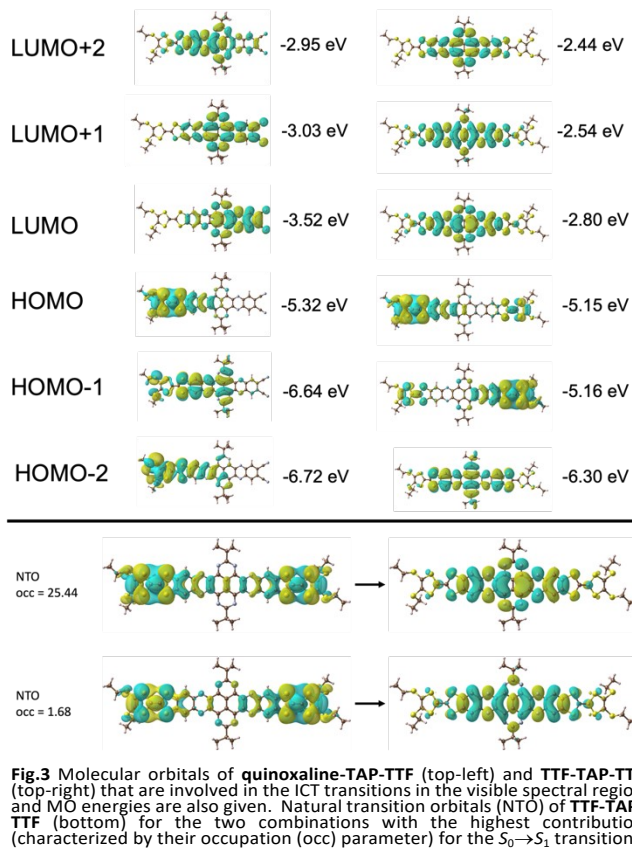 LUMO+2 -2.95 eV -2.44 eV
LUMO+1 -3.03 eV -2.54 eV
LUMO -3.52 eV -2.80 eV
HOMO -5.32 eV -5.15 eV
HOMO-1 -6.64 eV -5.16 eV
HOMO-2 -6.72 eV -6.30 eV
NTO
occ = 25.44
NTO
occ = 1.68
Fig.3 Molecular orbitals of quinoxaline-TAP-TTF (top-left) and TTF-TAP-TT
(top-right) that are involved in the ICT transitions in the visible spectral regio
and MO energies are also given. Natural transition orbitals (NTO) of TTF-TAP
TTF (bottom) for the two combinations with the highest contributio
(characterized by their occupation (occ) parameter) for the S0→S1 transition